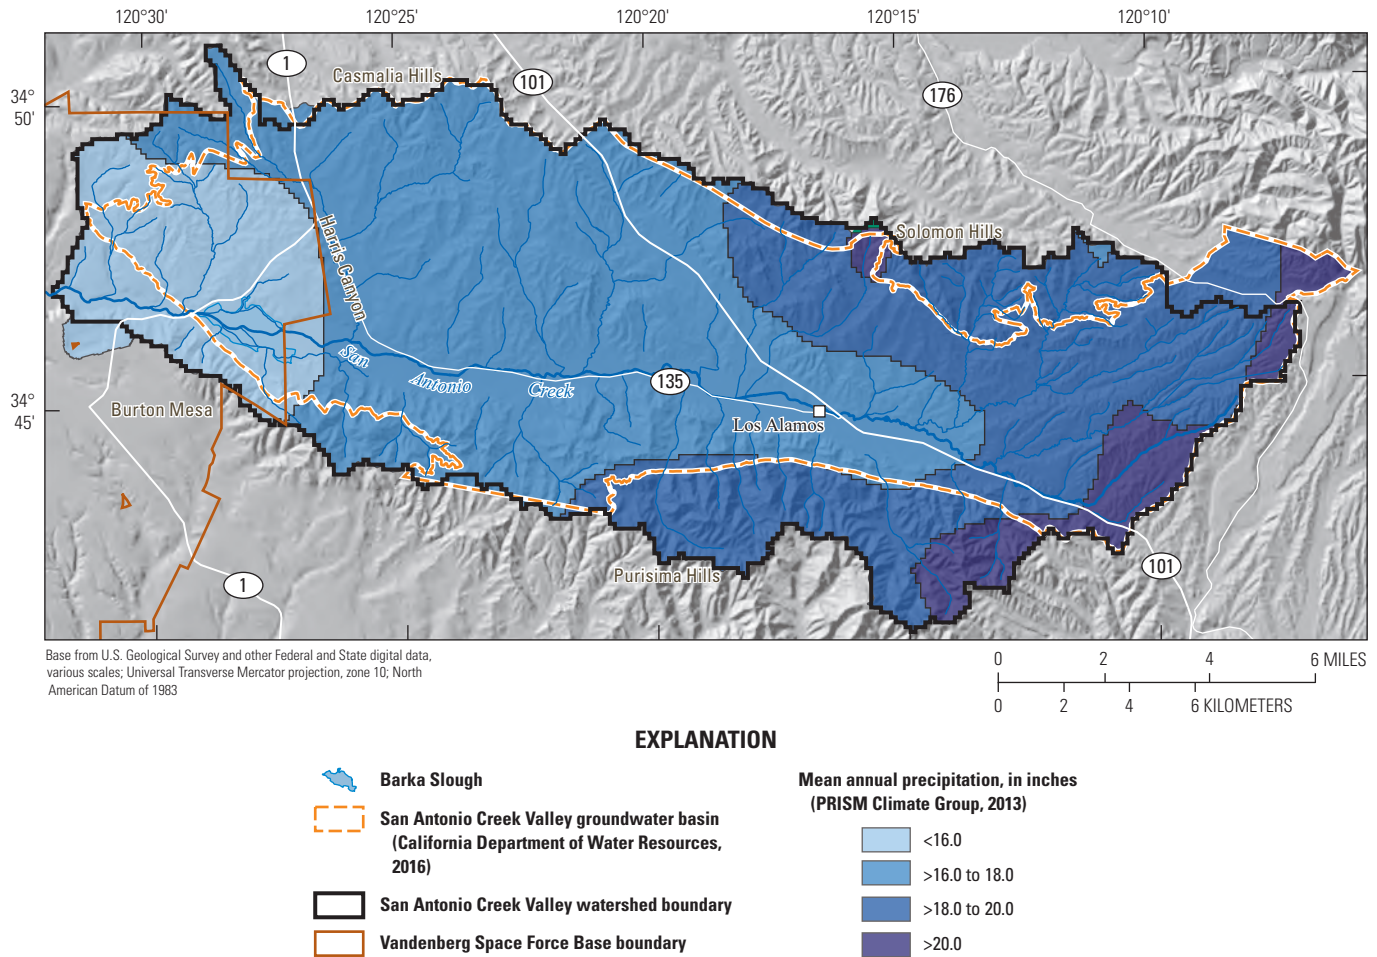 120°30'
120°25'
120°20'
120°15'
120°10'
34°
50'
34°
45'
1
Casmalia Hills
101
176
Harris Canyon
Solomon Hills
San
Antonio
Creek
135
Los Alamos
Burton Mesa
1
Purisima Hills
101
Base from U.S. Geological Survey and other Federal and State digital data,
various scales; Universal Transverse Mercator projection, zone 10; North
American Datum of 1983
0 2 4 6 MILES
0 2 4 6 KILOMETERS
EXPLANATION
Barka Slough
San Antonio Creek Valley groundwater basin
(California Department of Water Resources,
2016)
San Antonio Creek Valley watershed boundary
Vandenberg Space Force Base boundary
Mean annual precipitation, in inches
(PRISM Climate Group, 2013)
<16.0
>16.0 to 18.0
>18.0 to 20.0
>20.0